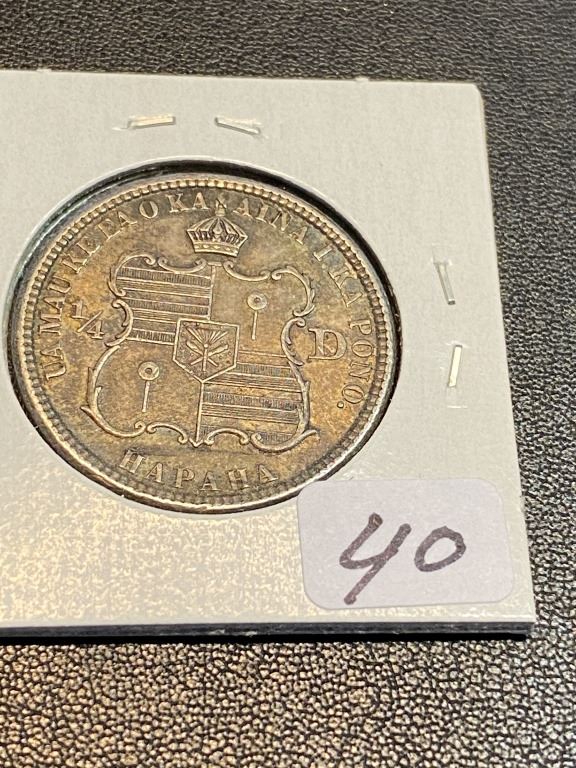 UA MAU KE EA O KA AINA I KA PONO.
1/4 D
HAPAHA
40